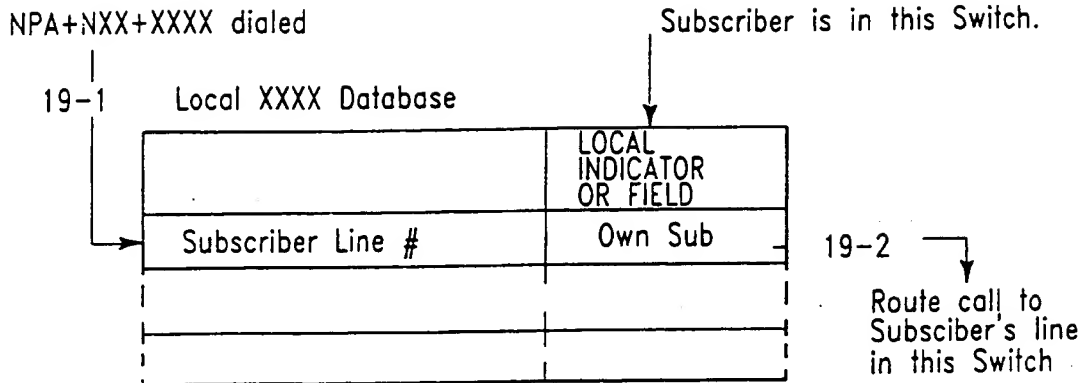 NPA+NXX+XXXX dialed
Subscriber is in this Switch.
19-1
Local XXXX Database
LOCAL
INDICATOR
OR FIELD
Subscriber Line #
Own Sub
19-2
Route call to
Subsciber's line
in this Switch